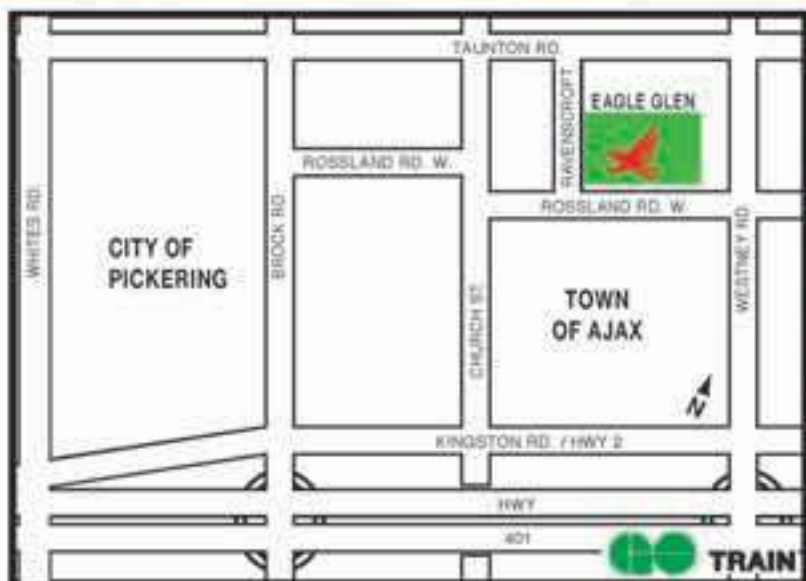 TAUNTON RD.
RAVENSCROFT
EAGLE GLEN
ROSSLAND RD. W.
ROSSLAND RD. W.
WHITES RD.
BROCK RD.
CHURCH ST.
WESTNEY RD.
CITY OF
PICKERING
TOWN
OF AJAX
N
KINGSTON RD. / HWY 2
HWY
401
GO TRAIN